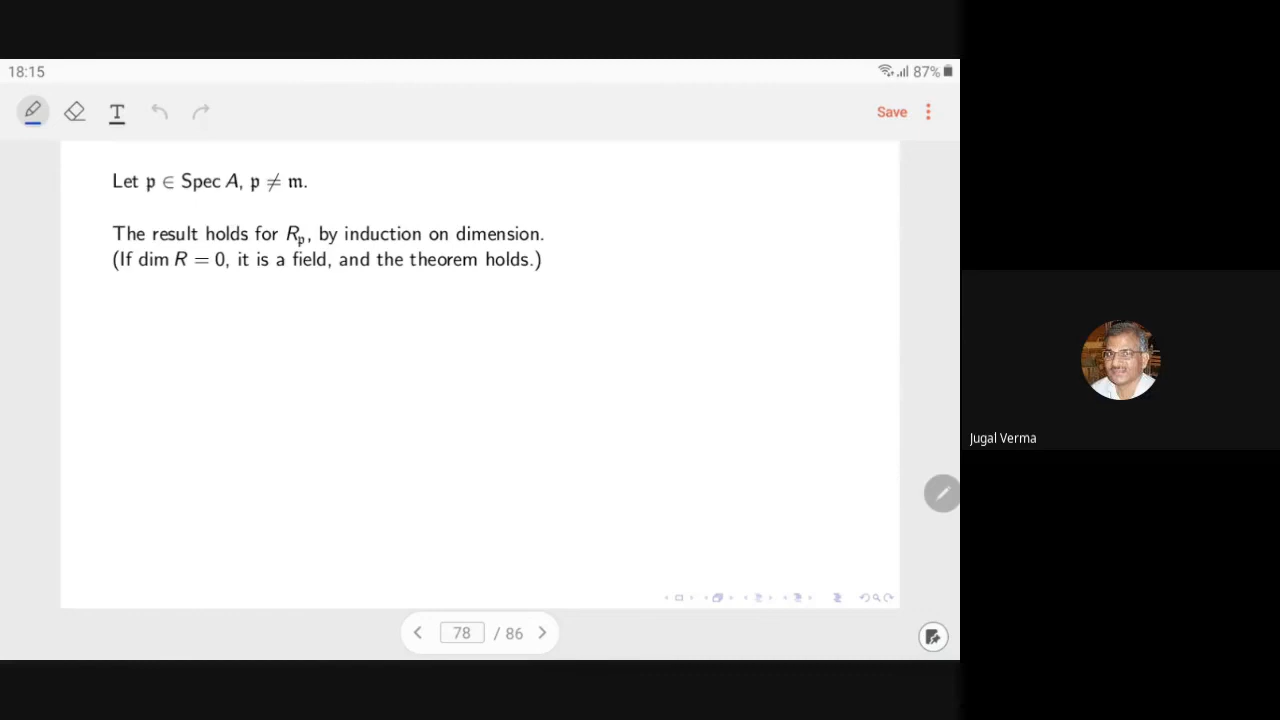 18:15
87%
T
Save
Let 𝔭 ∈ Spec A, 𝔭 ≠ 𝔪.
The result holds for R_𝔭, by induction on dimension.
(If dim R = 0, it is a field, and the theorem holds.)
Jugal Verma
78 / 86